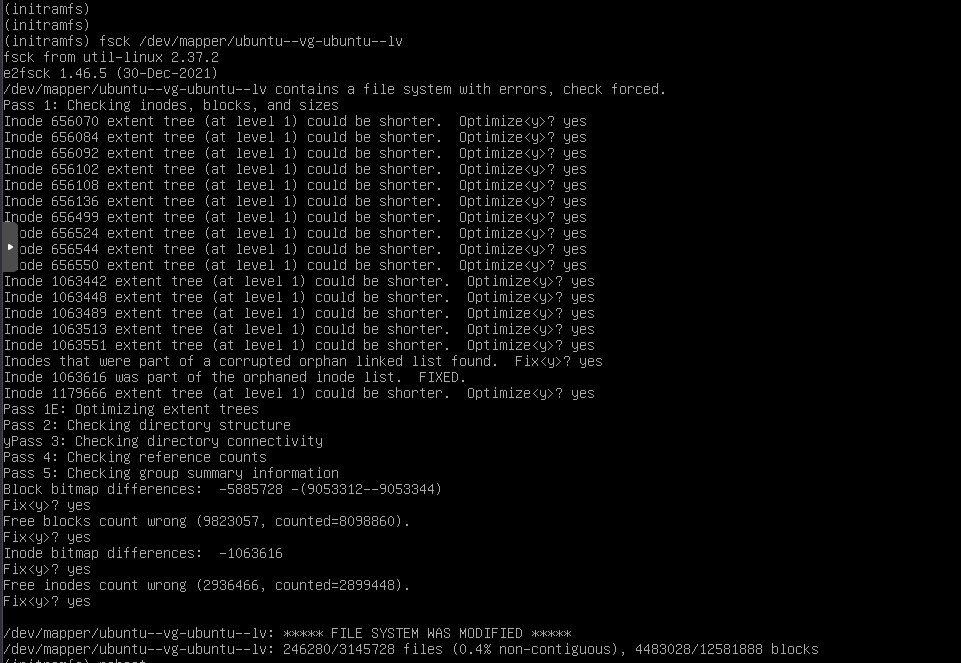 (initramfs)
(initramfs)
(initramfs) fsck /dev/mapper/ubuntu--vg-ubuntu--lv
fsck from util-linux 2.37.2
e2fsck 1.46.5 (30-Dec-2021)
/dev/mapper/ubuntu--vg-ubuntu--lv contains a file system with errors, check forced.
Pass 1: Checking inodes, blocks, and sizes
Inode 656070 extent tree (at level 1) could be shorter.  Optimize<y>? yes
Inode 656084 extent tree (at level 1) could be shorter.  Optimize<y>? yes
Inode 656092 extent tree (at level 1) could be shorter.  Optimize<y>? yes
Inode 656102 extent tree (at level 1) could be shorter.  Optimize<y>? yes
Inode 656108 extent tree (at level 1) could be shorter.  Optimize<y>? yes
Inode 656136 extent tree (at level 1) could be shorter.  Optimize<y>? yes
Inode 656499 extent tree (at level 1) could be shorter.  Optimize<y>? yes
ode 656524 extent tree (at level 1) could be shorter.  Optimize<y>? yes
ode 656544 extent tree (at level 1) could be shorter.  Optimize<y>? yes
ode 656550 extent tree (at level 1) could be shorter.  Optimize<y>? yes
Inode 1063442 extent tree (at level 1) could be shorter.  Optimize<y>? yes
Inode 1063448 extent tree (at level 1) could be shorter.  Optimize<y>? yes
Inode 1063489 extent tree (at level 1) could be shorter.  Optimize<y>? yes
Inode 1063513 extent tree (at level 1) could be shorter.  Optimize<y>? yes
Inode 1063551 extent tree (at level 1) could be shorter.  Optimize<y>? yes
Inodes that were part of a corrupted orphan linked list found.  Fix<y>? yes
Inode 1063616 was part of the orphaned inode list.  FIXED.
Inode 1179666 extent tree (at level 1) could be shorter.  Optimize<y>? yes
Pass 1E: Optimizing extent trees
Pass 2: Checking directory structure
yPass 3: Checking directory connectivity
Pass 4: Checking reference counts
Pass 5: Checking group summary information
Block bitmap differences:  -5885728 -(9053312--9053344)
Fix<y>? yes
Free blocks count wrong (9823057, counted=8098860).
Fix<y>? yes
Inode bitmap differences:  -1063616
Fix<y>? yes
Free inodes count wrong (2936466, counted=2899448).
Fix<y>? yes
/dev/mapper/ubuntu--vg-ubuntu--lv: ***** FILE SYSTEM WAS MODIFIED *****
/dev/mapper/ubuntu--vg-ubuntu--lv: 246280/3145728 files (0.4% non-contiguous), 4483028/12581888 blocks
(initramfs) reboot